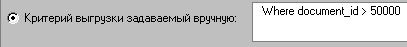 Критерий выгрузки задаваемый вручную:
Where document_id > 50000